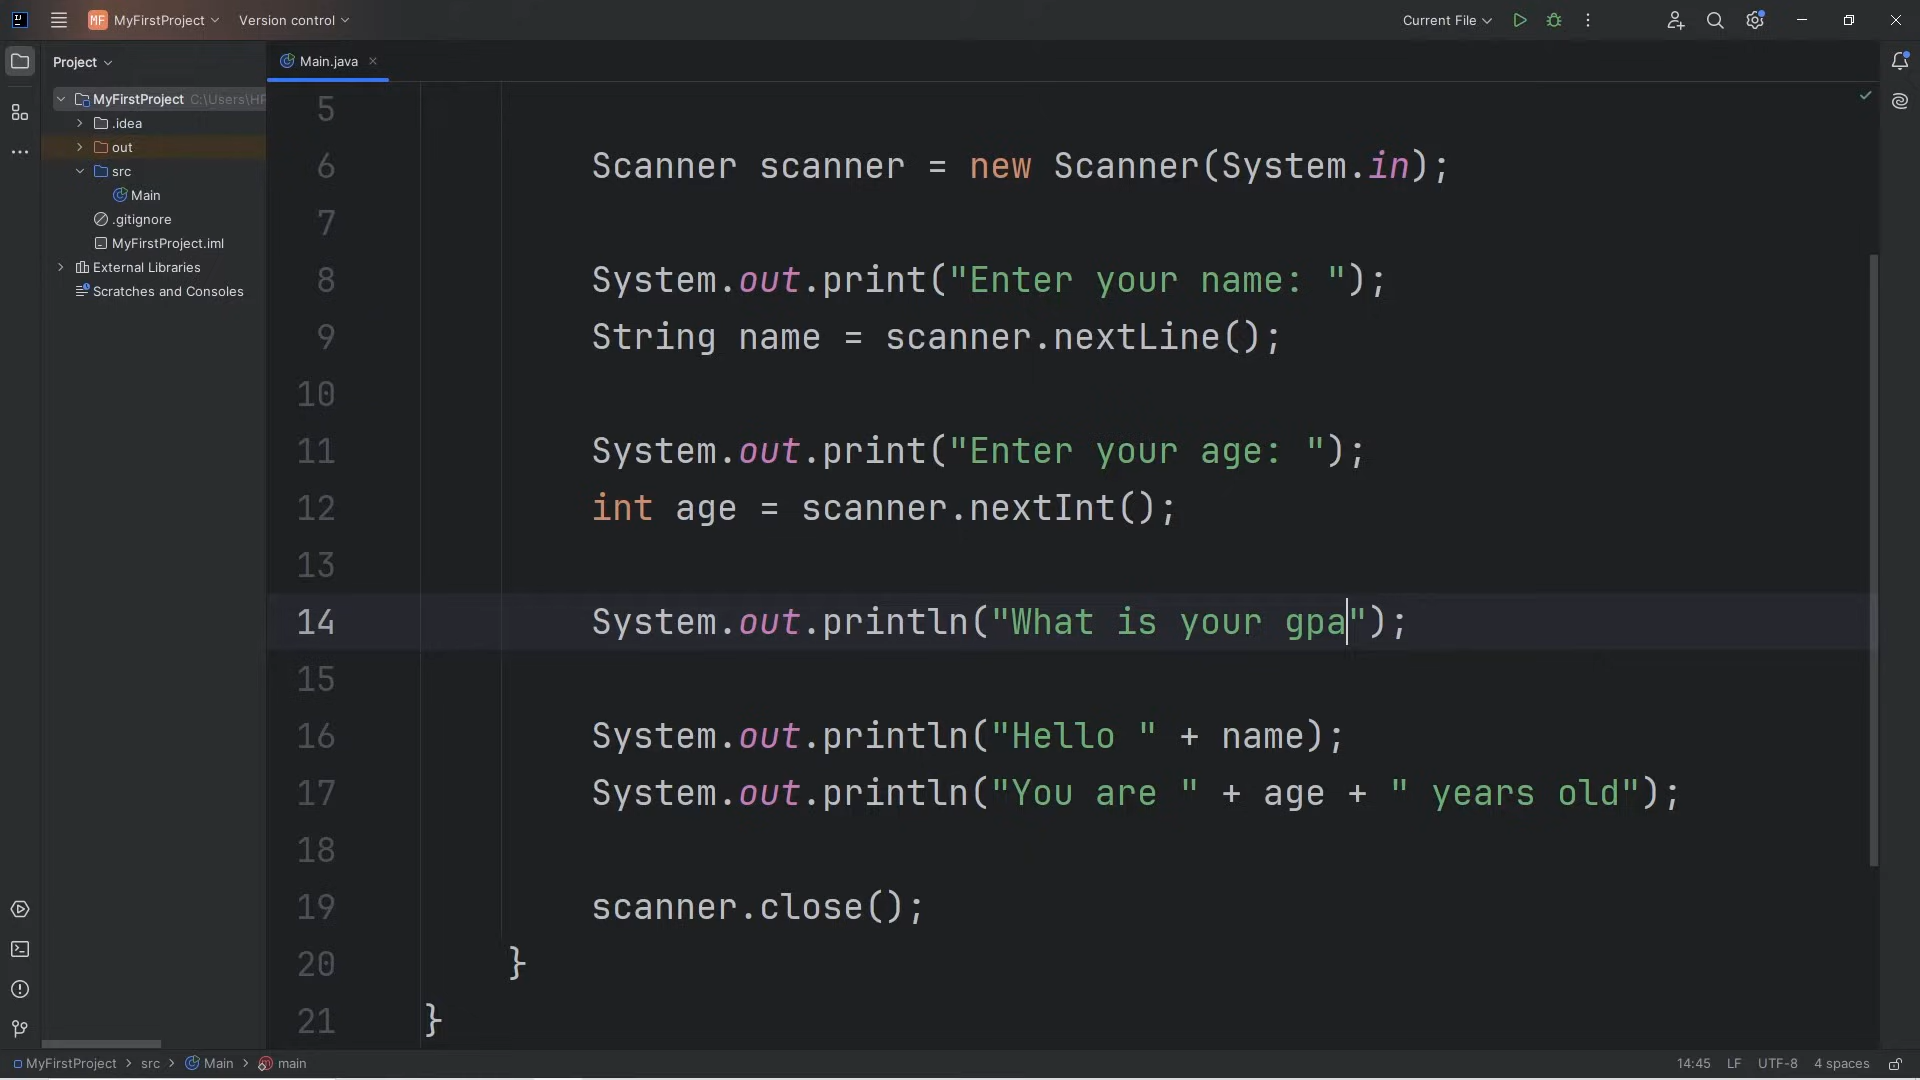 MF MyFirstProject Version control Current File
Project
Main.java
MyFirstProject C:\Users\HP
.idea
out
src
Main
.gitignore
MyFirstProject.iml
External Libraries
Scratches and Consoles
5
6 Scanner scanner = new Scanner(System.in);
7
8 System.out.print("Enter your name: ");
9 String name = scanner.nextLine();
10
11 System.out.print("Enter your age: ");
12 int age = scanner.nextInt();
13
14 System.out.println("What is your gpa");
15
16 System.out.println("Hello " + name);
17 System.out.println("You are " + age + " years old");
18
19 scanner.close();
20 }
21 }
MyFirstProject > src > Main > main 14:45 LF UTF-8 4 spaces